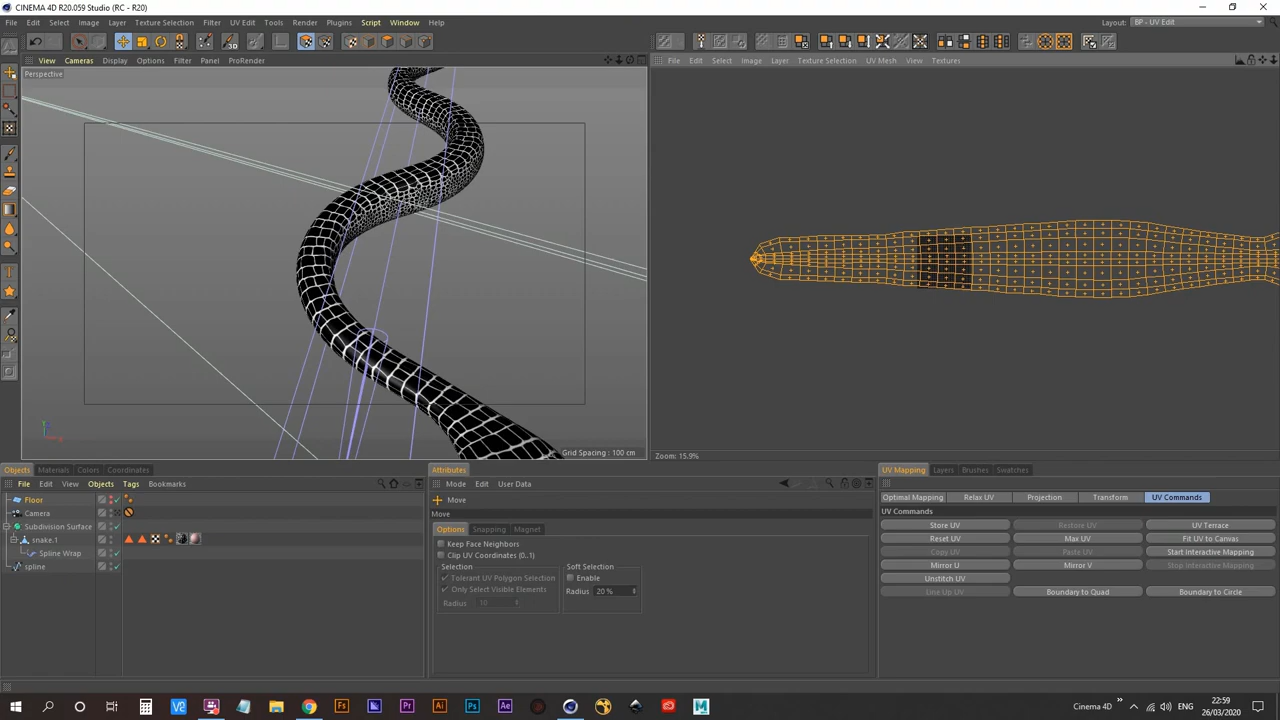 CINEMA 4D R20.059 Studio (RC - R20)
File Edit Select Image Layer Texture Selection Filter UV Edit Tools Render Plugins Script Window Help
Layout: BP - UV Edit
View Cameras Display Options Filter Panel ProRender
File Edit Select Image Layer Texture Selection UV Mesh View Textures
Perspective
Grid Spacing : 100 cm
Zoom: 15.9%
Objects Materials Colors Coordinates
Attributes
UV Mapping Layers Brushes Swatches
File Edit View Objects Tags Bookmarks
Mode Edit User Data
Floor
Camera
Subdivision Surface
snake.1
Spline Wrap
spline
Move
Move
Options Snapping Magnet
Keep Face Neighbors
Clip UV Coordinates (0..1)
Selection
Tolerant UV Polygon Selection
Only Select Visible Elements
Radius 10
Soft Selection
Enable
Radius 20 %
Optimal Mapping Relax UV Projection Transform UV Commands
UV Commands
Store UV Restore UV UV Terrace
Reset UV Max UV Fit UV to Canvas
Copy UV Paste UV Start Interactive Mapping
Mirror U Mirror V Stop Interactive Mapping
Unstitch UV
Line Up UV Boundary to Quad Boundary to Circle
Cinema 4D
ENG
22:59
26/03/2020